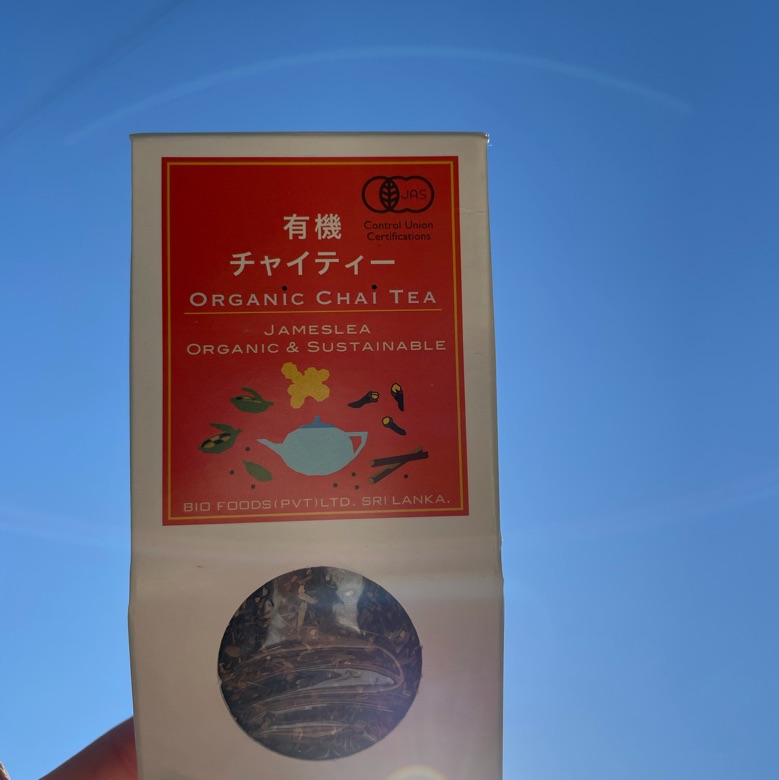 JAS
Control Union
Certifications
有機
チャイティー
ORGANiC CHAi TEA
JAMESLEA
ORGANIC & SUSTAINABLE
BIO FOODS(PVT)LTD. SRI LANKA.